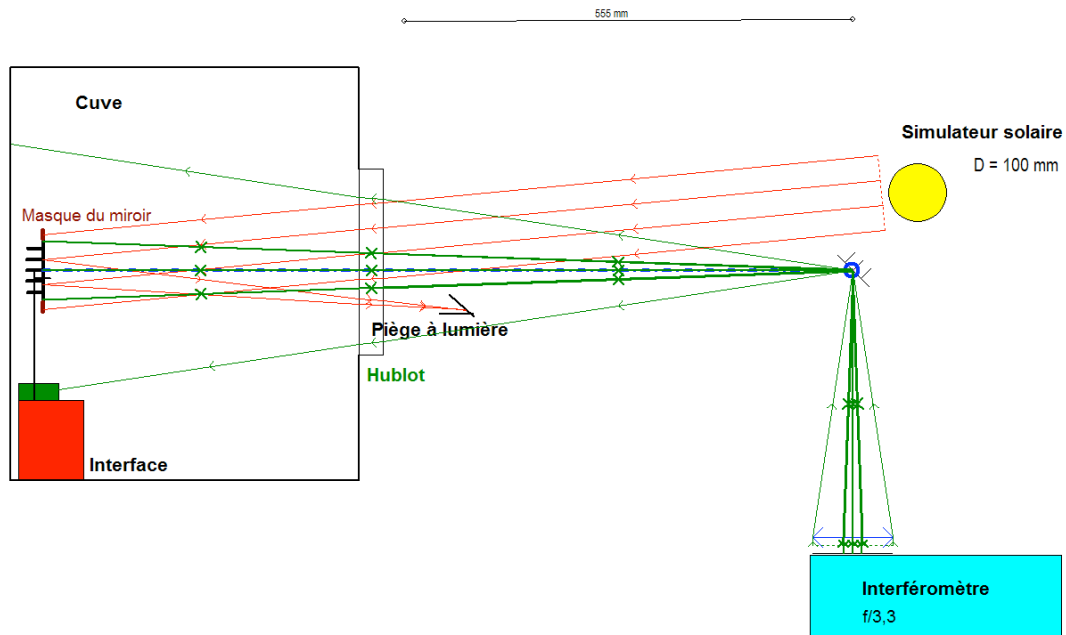 555 mm
Cuve
Simulateur solaire
D = 100 mm
Masque du miroir
Piège à lumière
Hublot
Interface
Interféromètre
f/3,3